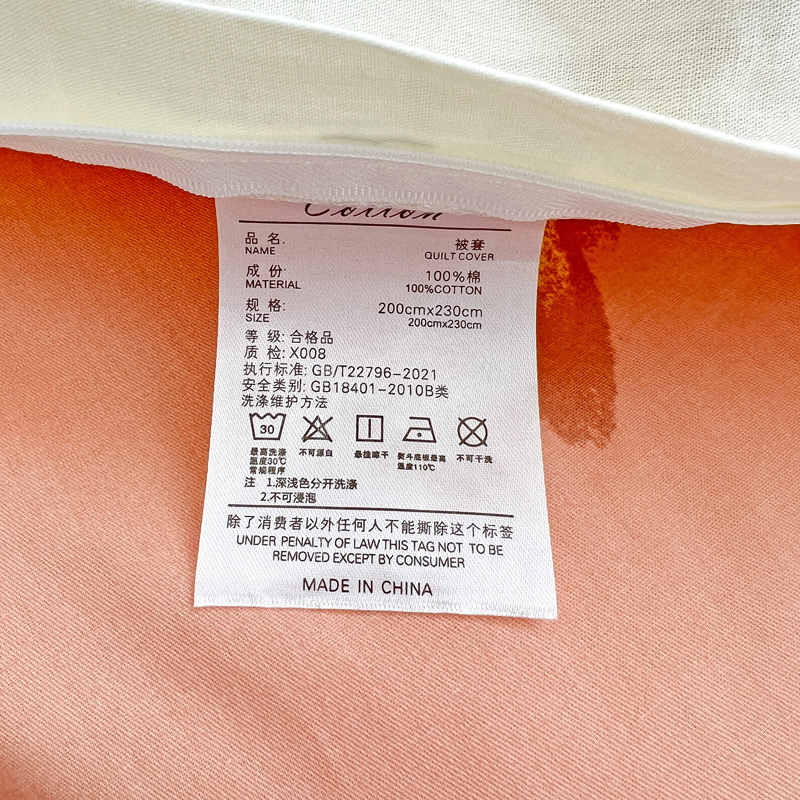 Cotton
品 名.
被套
NAME
QUILT COVER
成 份:
100%棉
MATERIAL
100%COTTON
规 格:
200cmx230cm
SIZE
200cmx230cm
等 级: 合格品
质 检: X008
执行标准: GB/T22796-2021
安全类别: GB18401-2010B类
洗涤维护方法
30
最高洗涤
温度30℃
常规程序
不可漂白
悬挂晾干
熨斗底板最高
温度110℃
不可干洗
注 1.深浅色分开洗涤
2.不可浸泡
除了消费者以外任何人不能撕除这个标签
UNDER PENALTY OF LAW THIS TAG NOT TO BE
REMOVED EXCEPT BY CONSUMER
MADE IN CHINA